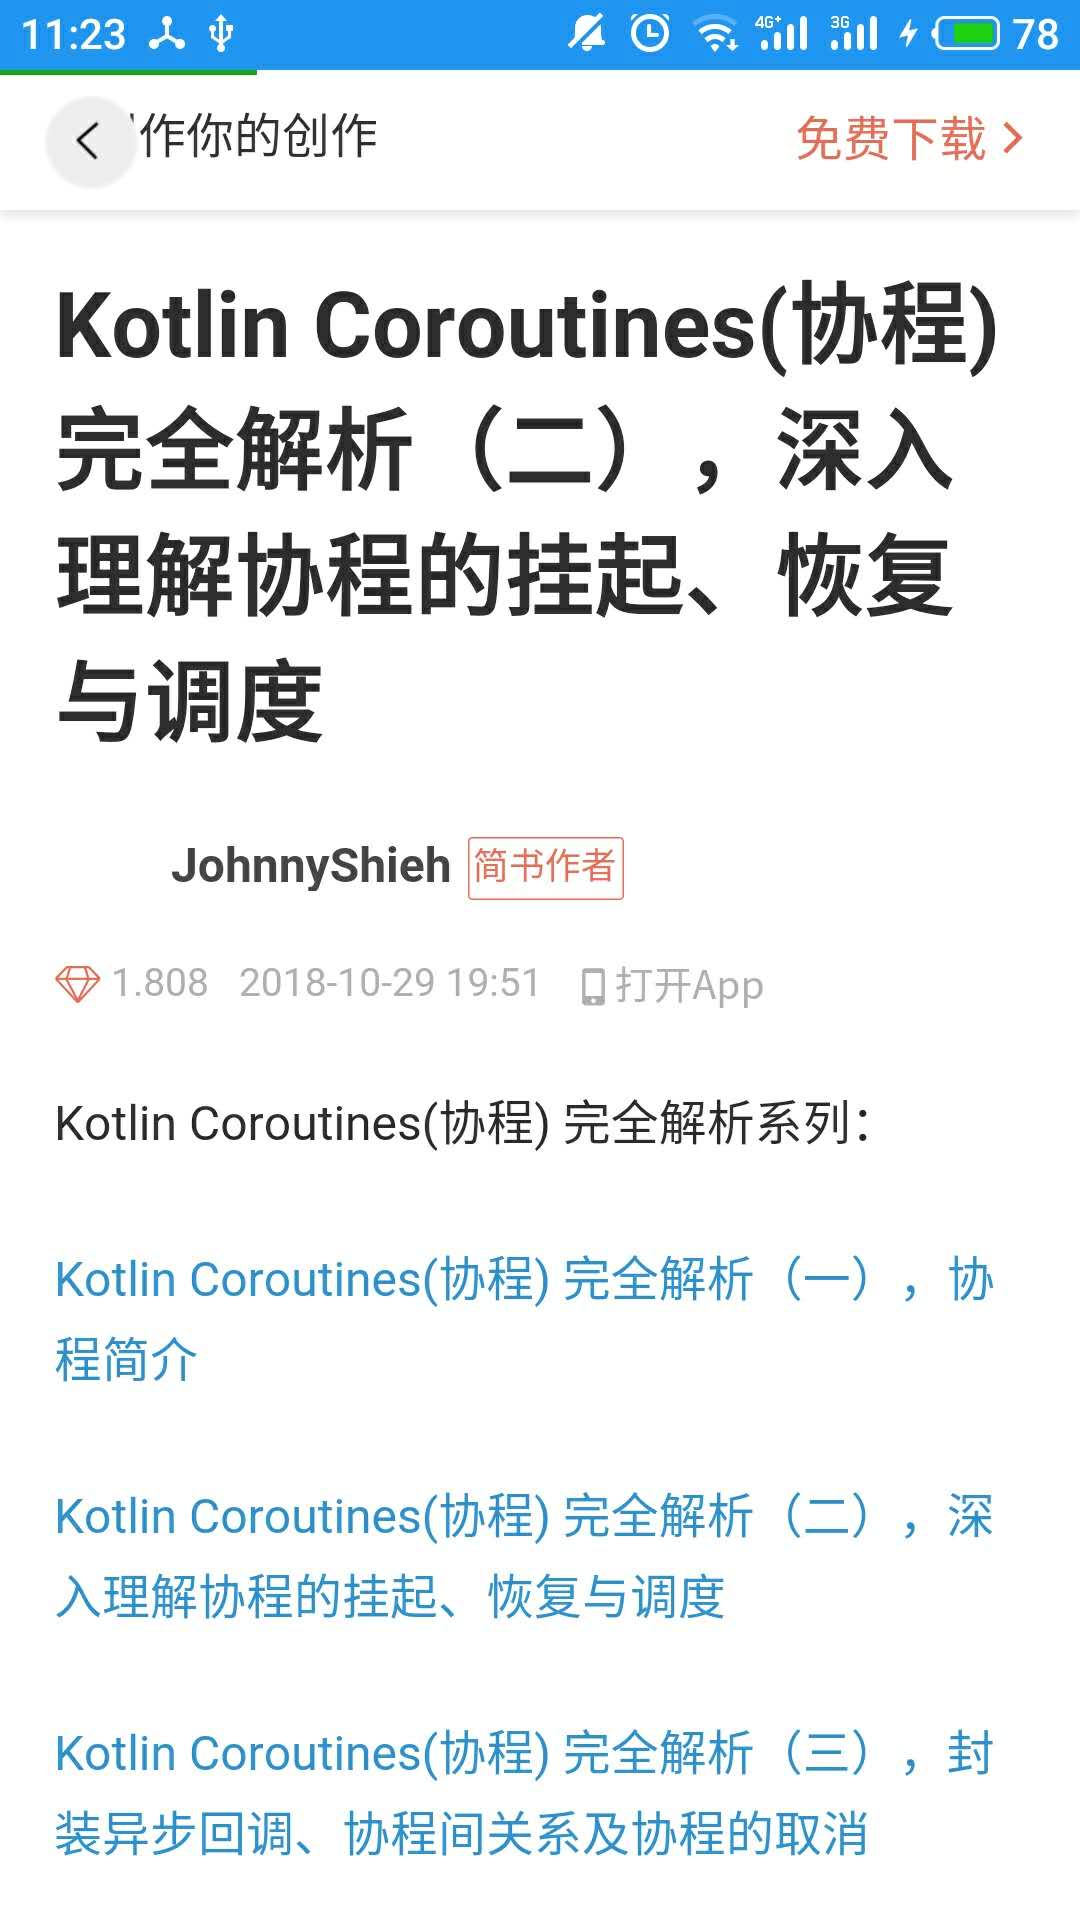 11:23
4G+
3G
78
作你的创作
免费下载
Kotlin Coroutines(协程)
完全解析（二），深入
理解协程的挂起、恢复
与调度
JohnnyShieh 简书作者
1.808 2018-10-29 19:51 打开App
Kotlin Coroutines(协程) 完全解析系列：
Kotlin Coroutines(协程) 完全解析（一），协
程简介
Kotlin Coroutines(协程) 完全解析（二），深
入理解协程的挂起、恢复与调度
Kotlin Coroutines(协程) 完全解析（三），封
装异步回调、协程间关系及协程的取消